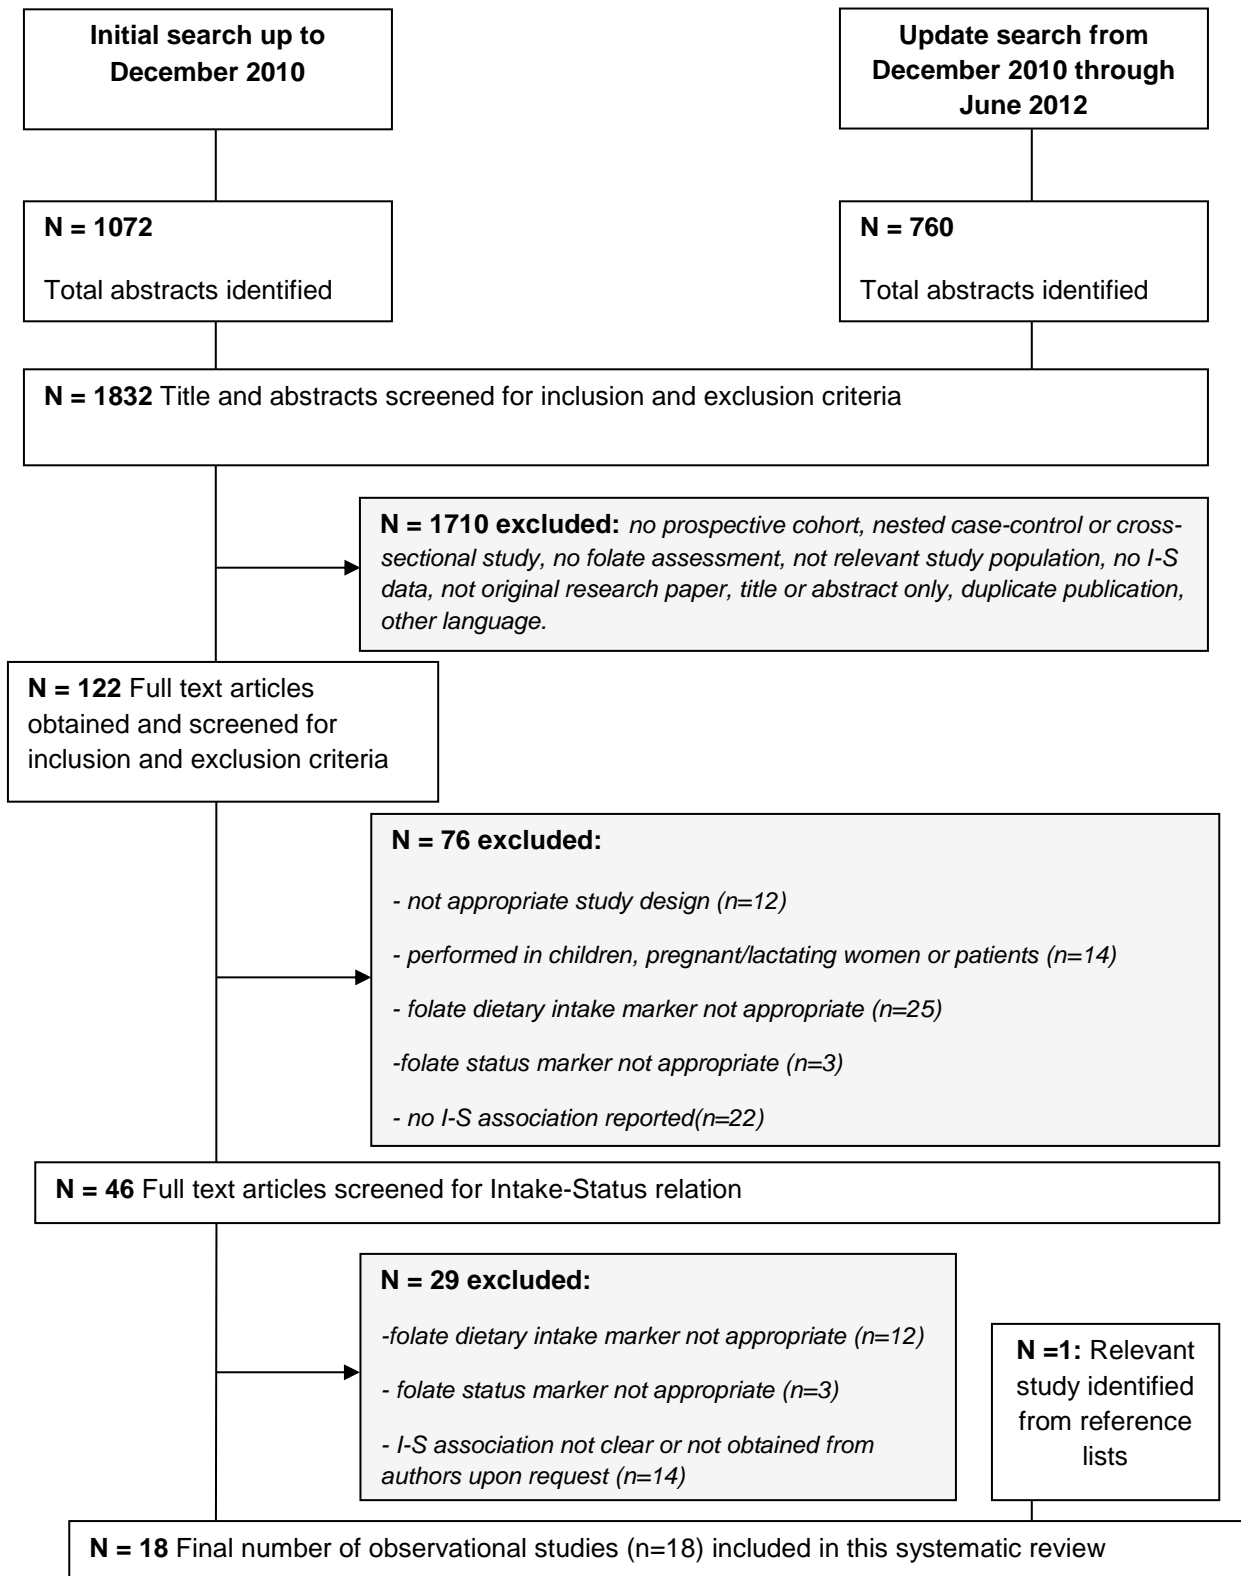 Initial search up to
December 2010
Update search from
December 2010 through
June 2012
N = 1072
Total abstracts identified
N = 760
Total abstracts identified
N = 1832 Title and abstracts screened for inclusion and exclusion criteria
N = 1710 excluded: no prospective cohort, nested case-control or cross-
sectional study, no folate assessment, not relevant study population, no I-S
data, not original research paper, title or abstract only, duplicate publication,
other language.
N = 122 Full text articles
obtained and screened for
inclusion and exclusion criteria
N = 76 excluded:
- not appropriate study design (n=12)
- performed in children, pregnant/lactating women or patients (n=14)
- folate dietary intake marker not appropriate (n=25)
-folate status marker not appropriate (n=3)
- no I-S association reported(n=22)
N = 46 Full text articles screened for Intake-Status relation
N = 29 excluded:
-folate dietary intake marker not appropriate (n=12)
- folate status marker not appropriate (n=3)
- I-S association not clear or not obtained from
authors upon request (n=14)
N =1: Relevant
study identified
from reference
lists
N = 18 Final number of observational studies (n=18) included in this systematic review